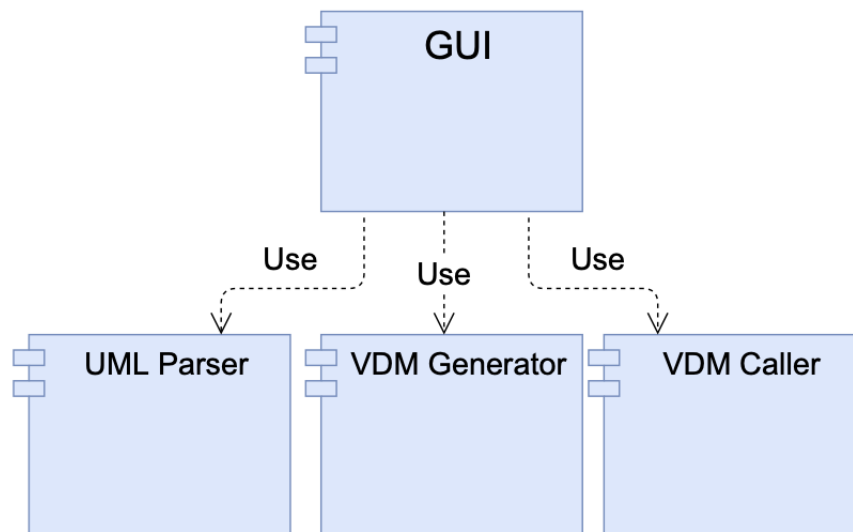 GUI
Use
Use
Use
UML Parser
VDM Generator
VDM Caller